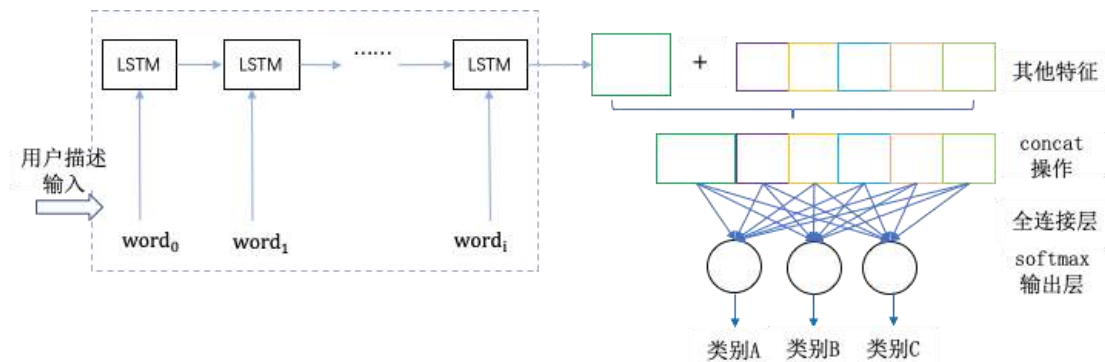 LSTM
LSTM
……
LSTM
+
其他特征
用户描述
输入
word₀
word₁
wordᵢ
concat
操作
全连接层
softmax
输出层
类别A
类别B
类别C